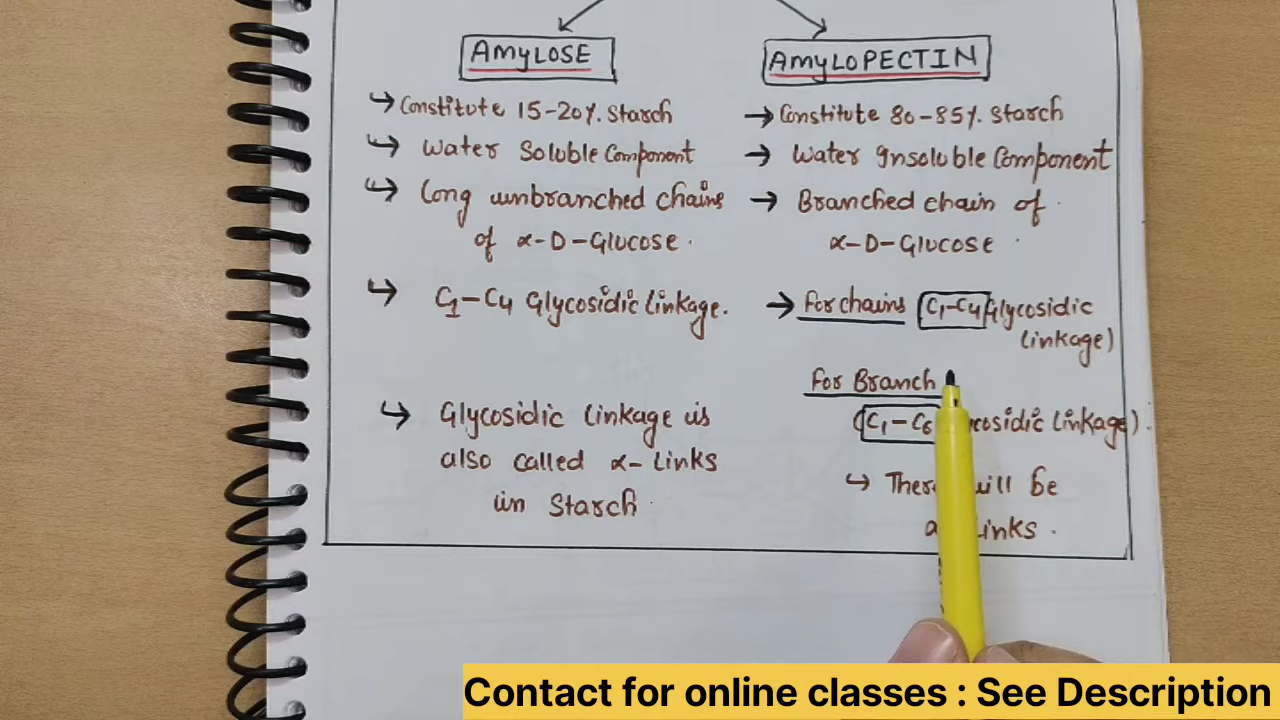 AMYLOSE
→ Constitute 15-20%. Starch
→ Water Soluble Component
→ Long unbranched chains
of α-D-Glucose.
→ C1-C4 Glycosidic linkage.
→ Glycosidic linkage is
also called α-links
in Starch.
AMYLOPECTIN
→ Constitute 80-85%. Starch
→ Water Insoluble Component
→ Branched chain of
α-D-Glucose
→ For chains (C1-C4 Glycosidic
linkage)
For Branch
(C1-C6 linkage).
→ will be
links.
Contact for online classes : See Description